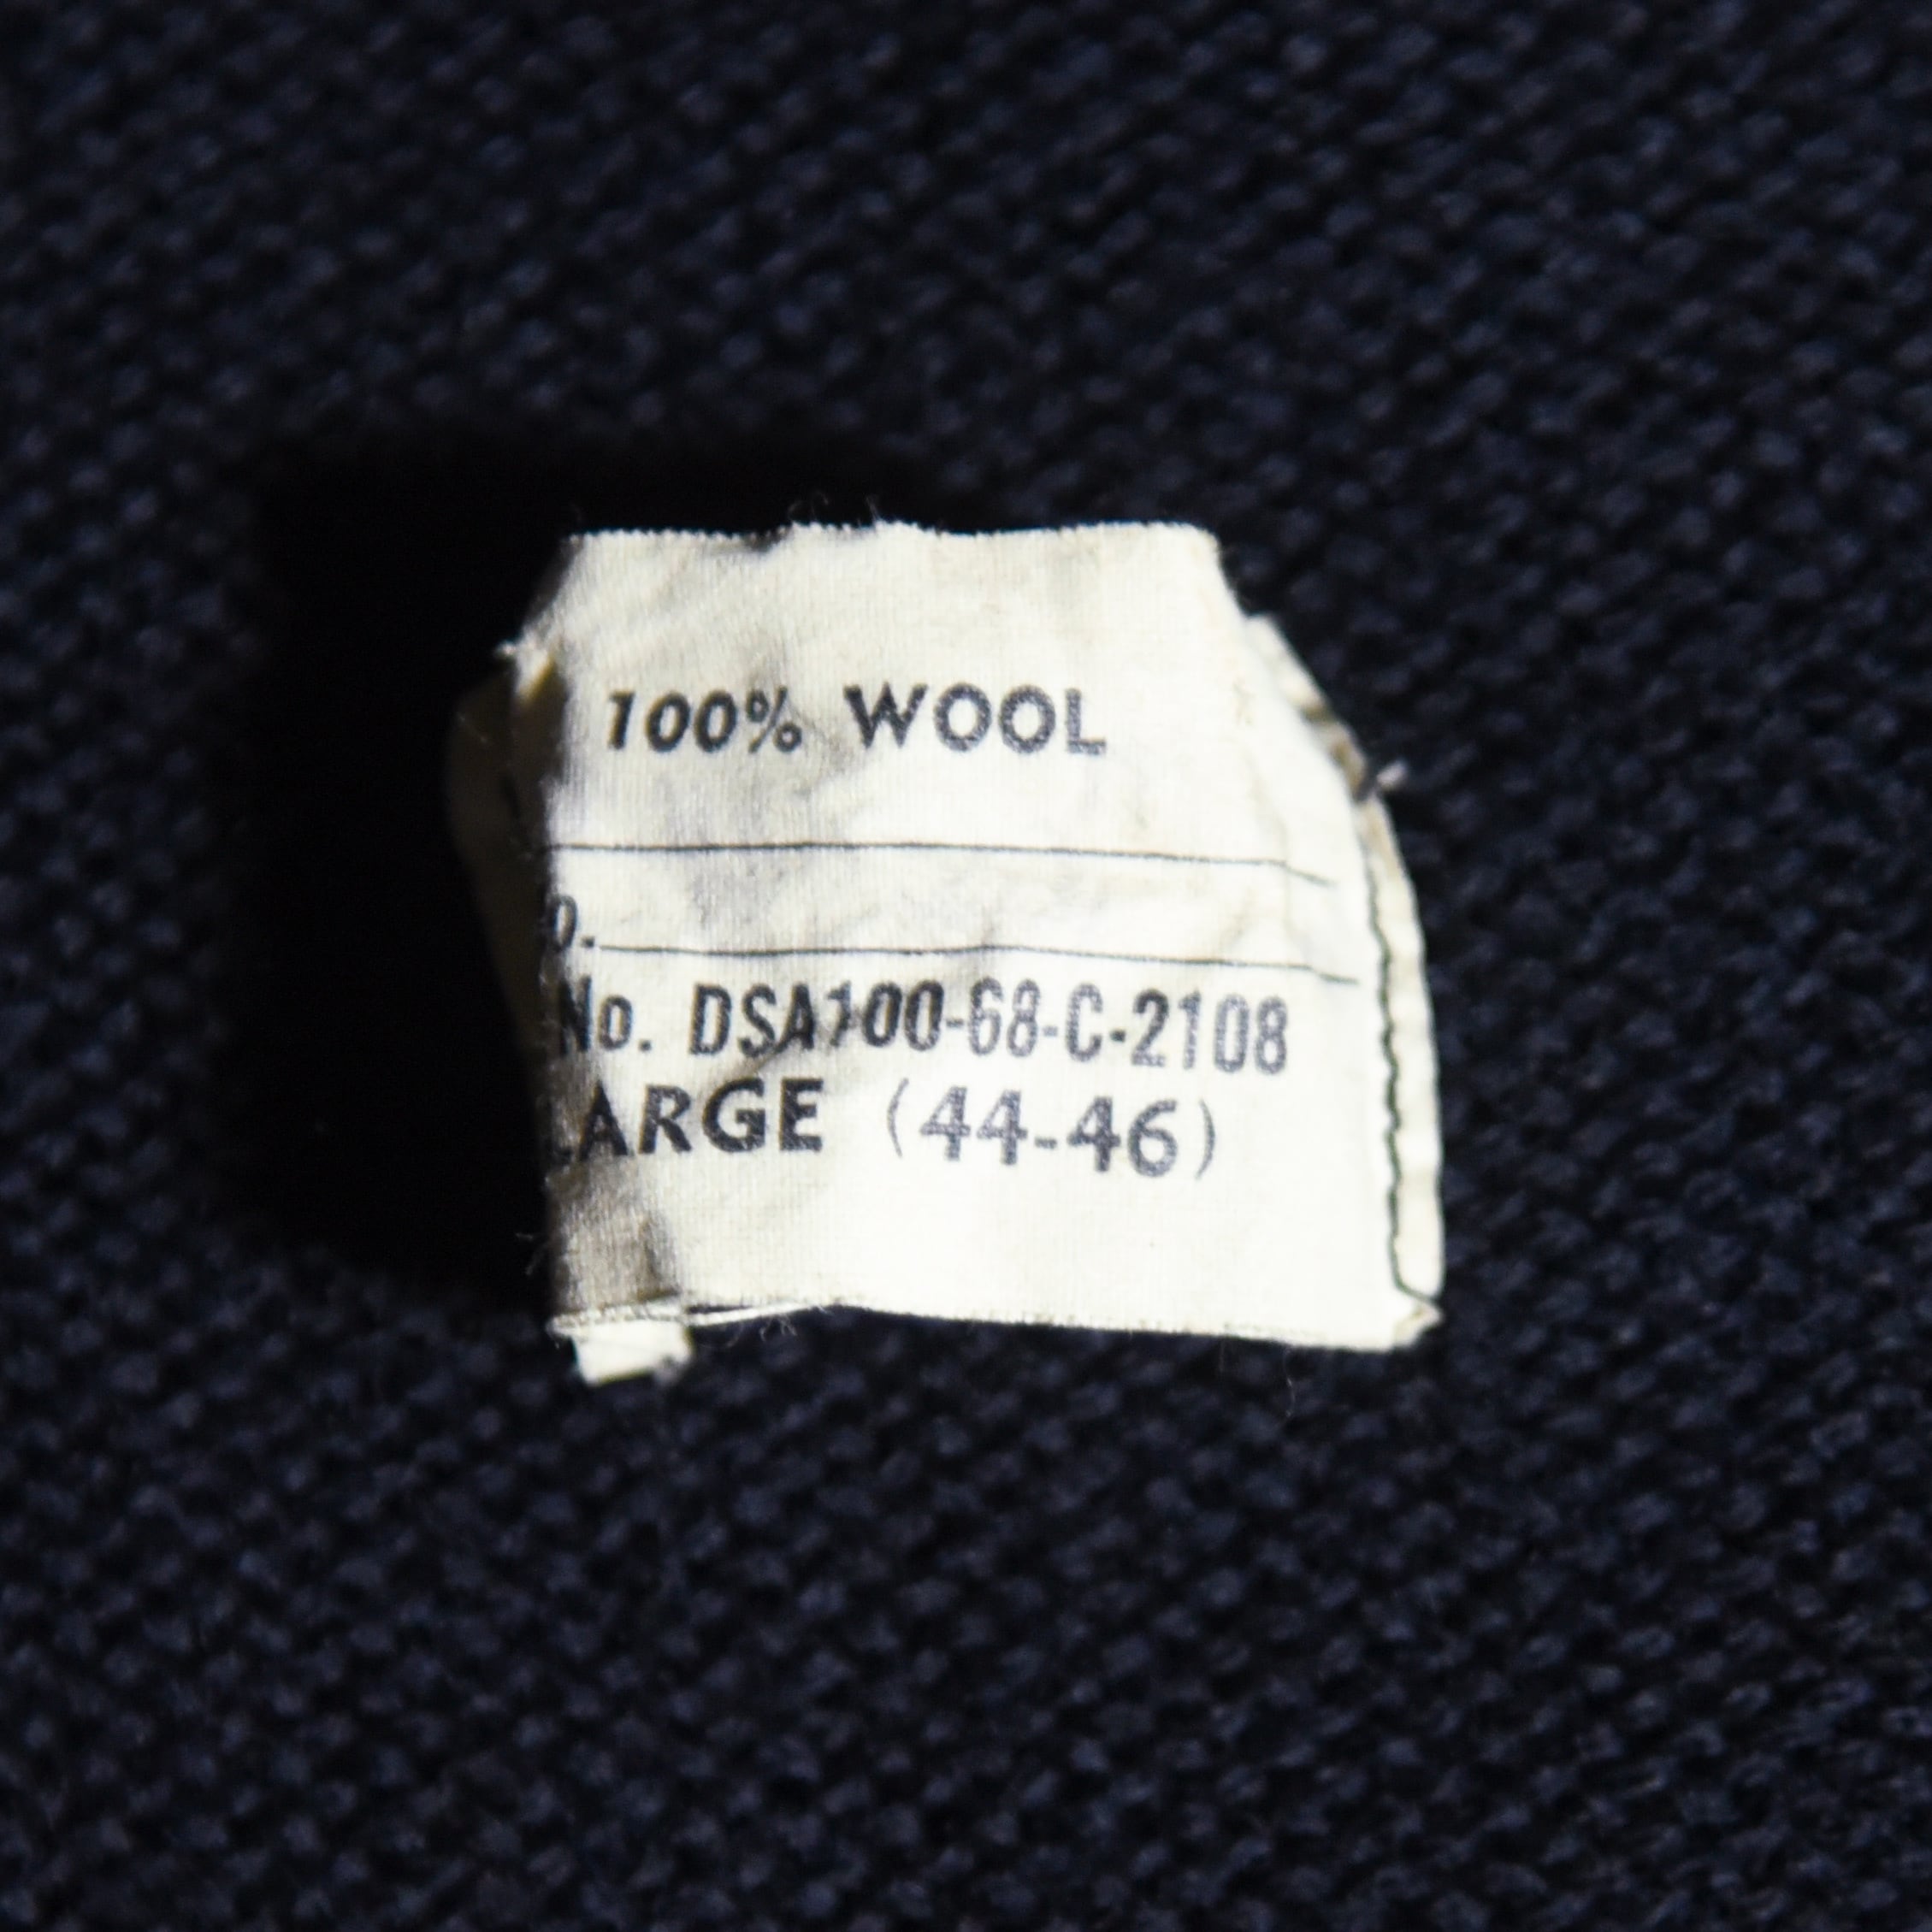 100% WOOL
o.
No. DSA100-68-C-2108
LARGE (44-46)